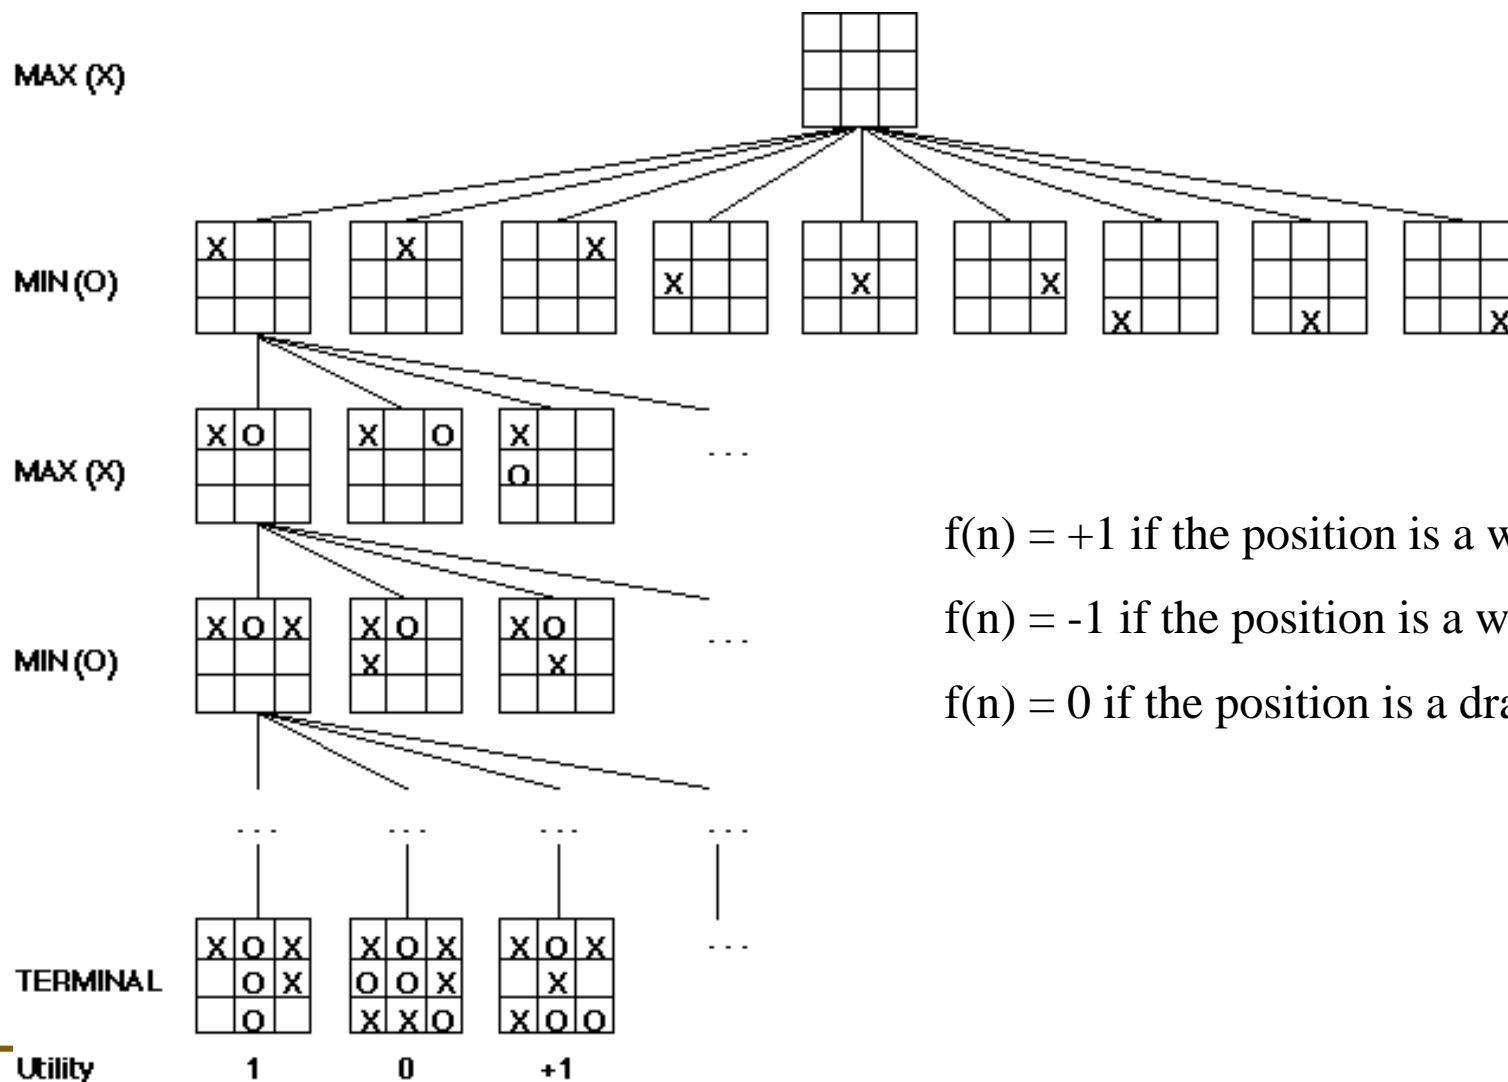 MAX (X)
X X X
MIN (O) X X X
X X X
X O X O X
MAX (X) O ...
f(n) = +1 if the position is a
f(n) = -1 if the position is a
f(n) = 0 if the position is a
X O X X O X O
MIN (O) X X ...
... ... ... ...
X O X X O X X O X ...
TERMINAL O X O O X X
O X X O X O O
Utility 1 0 +1